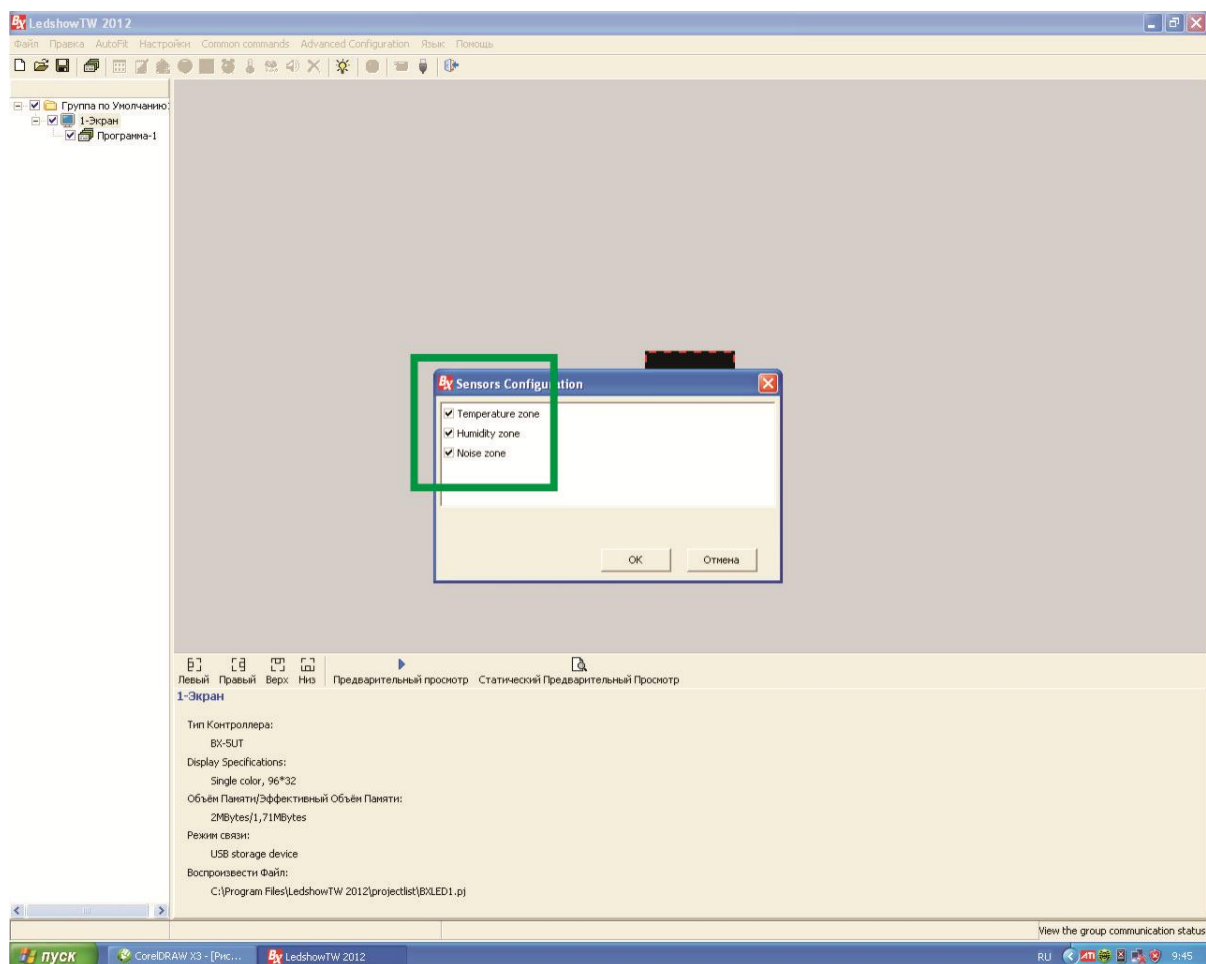 LedshowTW 2012
Файл Правка AutoFit Настройки Common commands Advanced Configuration Язык Помощь
Группа по Умолчанию
1-Экран
Программа-1
Sensors Configuration
Temperature zone
Humidity zone
Noise zone
OK Отмена
Левый Правый Верх Низ Предварительный просмотр Статический Предварительный Просмотр
1-Экран
Тип Контроллера:
BX-5UT
Display Specifications:
Single color, 96*32
Объём Памяти/Эффективный Объём Памяти:
2MBytes/1,71MBytes
Режим связи:
USB storage device
Воспроизвести Файл:
C:\Program Files\LedshowTW 2012\projectlist\BXLED1.pj
View the group communication status
пуск CorelDRAW X3 - [Рис... LedshowTW 2012 RU ATI 9:45